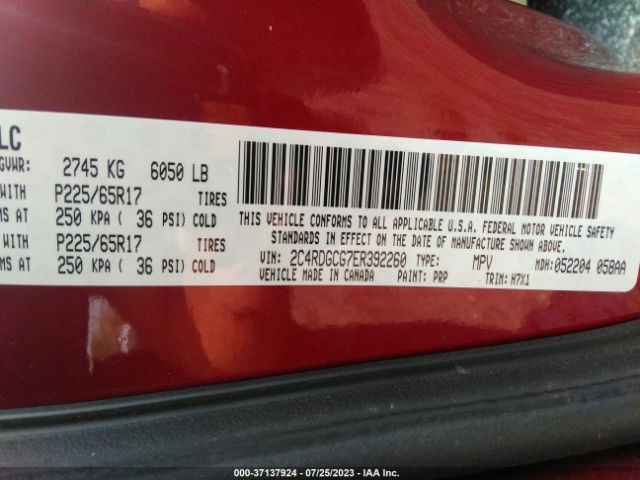 LC
GVWR: 2745 KG 6050 LB
WITH P225/65R17 TIRES
MS AT 250 KPA ( 36 PSI) COLD
WITH P225/65R17 TIRES
MS AT 250 KPA ( 36 PSI) COLD
THIS VEHICLE CONFORMS TO ALL APPLICABLE U.S.A. FEDERAL MOTOR VEHICLE SAFETY
STANDARDS IN EFFECT ON THE DATE OF MANUFACTURE SHOWN ABOVE.
VIN: 2C4RDGCG7ER392260 TYPE: MPV MDH: 052204 058AA
VEHICLE MADE IN CANADA PAINT: PRP TRIM: H7X1
000-37137924 / 07/25/2023 - IAA Inc.